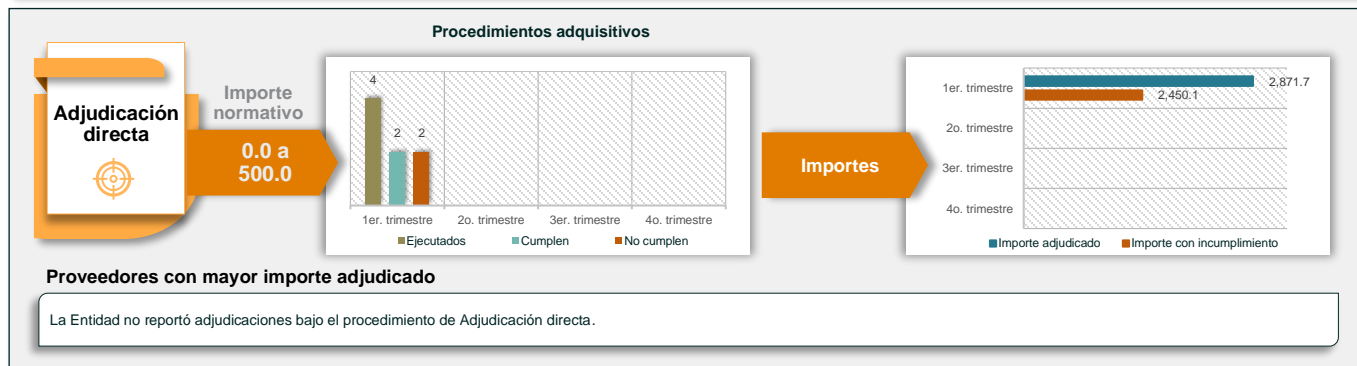 Procedimientos adquisitivos
Adjudicación
directa
Importe
normativo
0.0 a
500.0
4
2
2
1er. trimestre
2o. trimestre
3er. trimestre
4o. trimestre
Ejecutados
Cumplen
No cumplen
Importes
1er. trimestre
2,871.7
2,450.1
2o. trimestre
3er. trimestre
4o. trimestre
Importe adjudicado
Importe con incumplimiento
Proveedores con mayor importe adjudicado
La Entidad no reportó adjudicaciones bajo el procedimiento de Adjudicación directa.